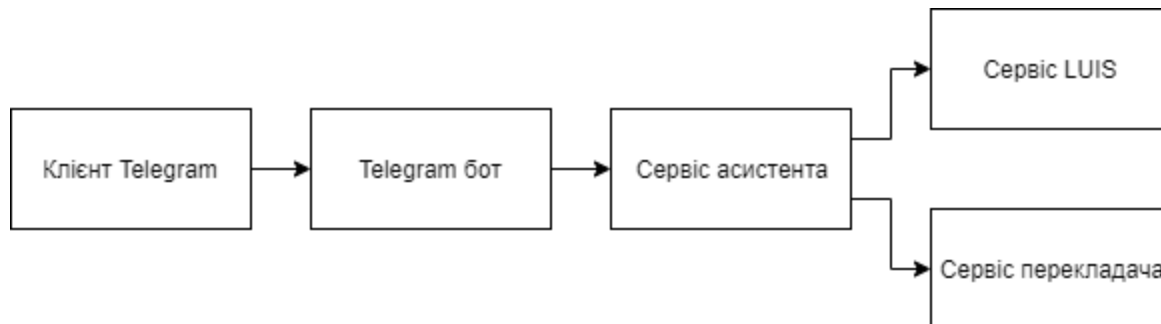 Клієнт Telegram
Telegram бот
Сервіс асистента
Сервіс LUIS
Сервіс перекладача